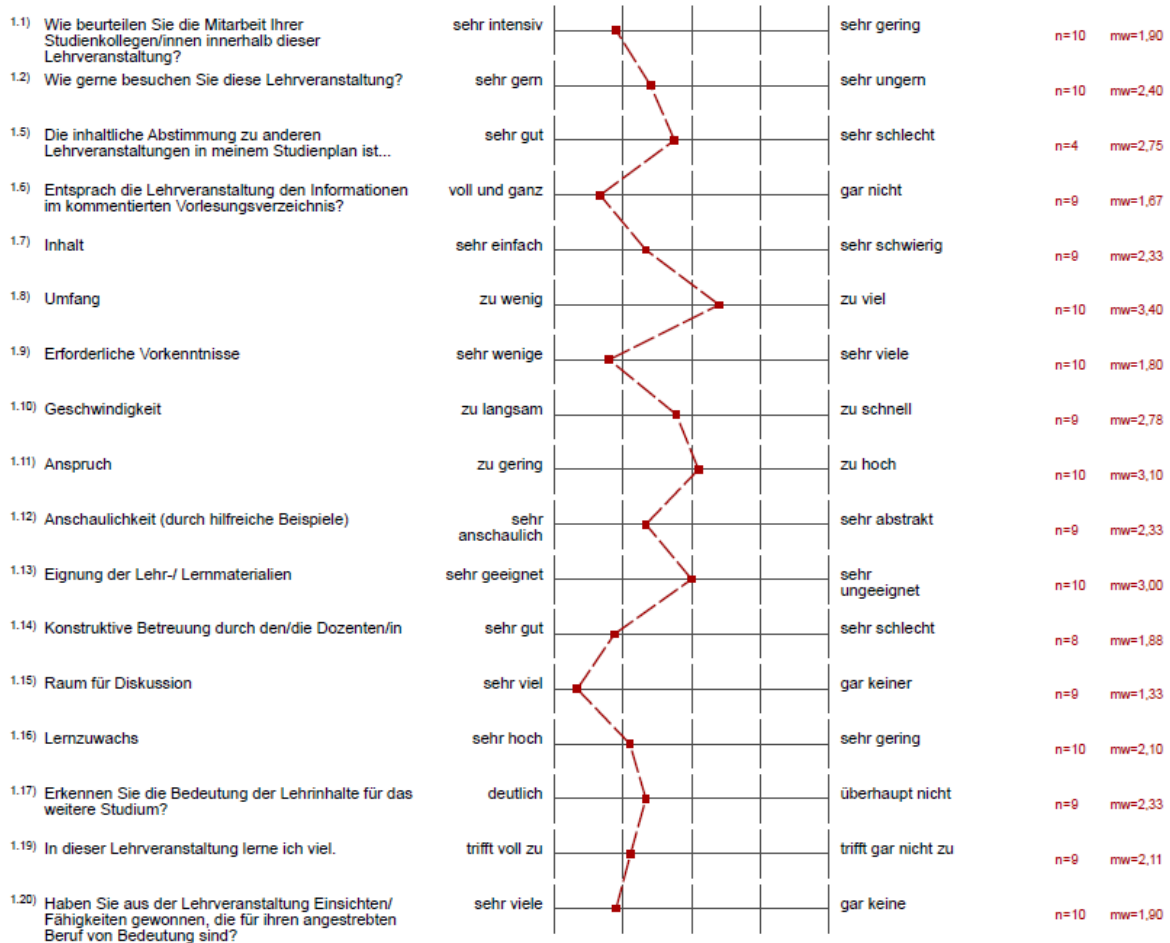 1.1) Wie beurteilen Sie die Mitarbeit Ihrer Studienkollegen/innen innerhalb dieser Lehrveranstaltung? sehr intensiv sehr gering n=10 mw=1,90
1.2) Wie gerne besuchen Sie diese Lehrveranstaltung? sehr gern sehr ungern n=10 mw=2,40
1.5) Die inhaltliche Abstimmung zu anderen Lehrveranstaltungen in meinem Studienplan ist... sehr gut sehr schlecht n=4 mw=2,75
1.6) Entsprach die Lehrveranstaltung den Informationen im kommentierten Vorlesungsverzeichnis? voll und ganz gar nicht n=9 mw=1,67
1.7) Inhalt sehr einfach sehr schwierig n=9 mw=2,33
1.8) Umfang zu wenig zu viel n=10 mw=3,40
1.9) Erforderliche Vorkenntnisse sehr wenige sehr viele n=10 mw=1,80
1.10) Geschwindigkeit zu langsam zu schnell n=9 mw=2,78
1.11) Anspruch zu gering zu hoch n=10 mw=3,10
1.12) Anschaulichkeit (durch hilfreiche Beispiele) sehr anschaulich sehr abstrakt n=9 mw=2,33
1.13) Eignung der Lehr-/ Lernmaterialien sehr geeignet sehr ungeeignet n=10 mw=3,00
1.14) Konstruktive Betreuung durch den/die Dozenten/in sehr gut sehr schlecht n=8 mw=1,88
1.15) Raum für Diskussion sehr viel gar keiner n=9 mw=1,33
1.16) Lernzuwachs sehr hoch sehr gering n=10 mw=2,10
1.17) Erkennen Sie die Bedeutung der Lehrinhalte für das weitere Studium? deutlich überhaupt nicht n=9 mw=2,33
1.19) In dieser Lehrveranstaltung lerne ich viel. trifft voll zu trifft gar nicht zu n=9 mw=2,11
1.20) Haben Sie aus der Lehrveranstaltung Einsichten/ Fähigkeiten gewonnen, die für ihren angestrebten Beruf von Bedeutung sind? sehr viele gar keine n=10 mw=1,90